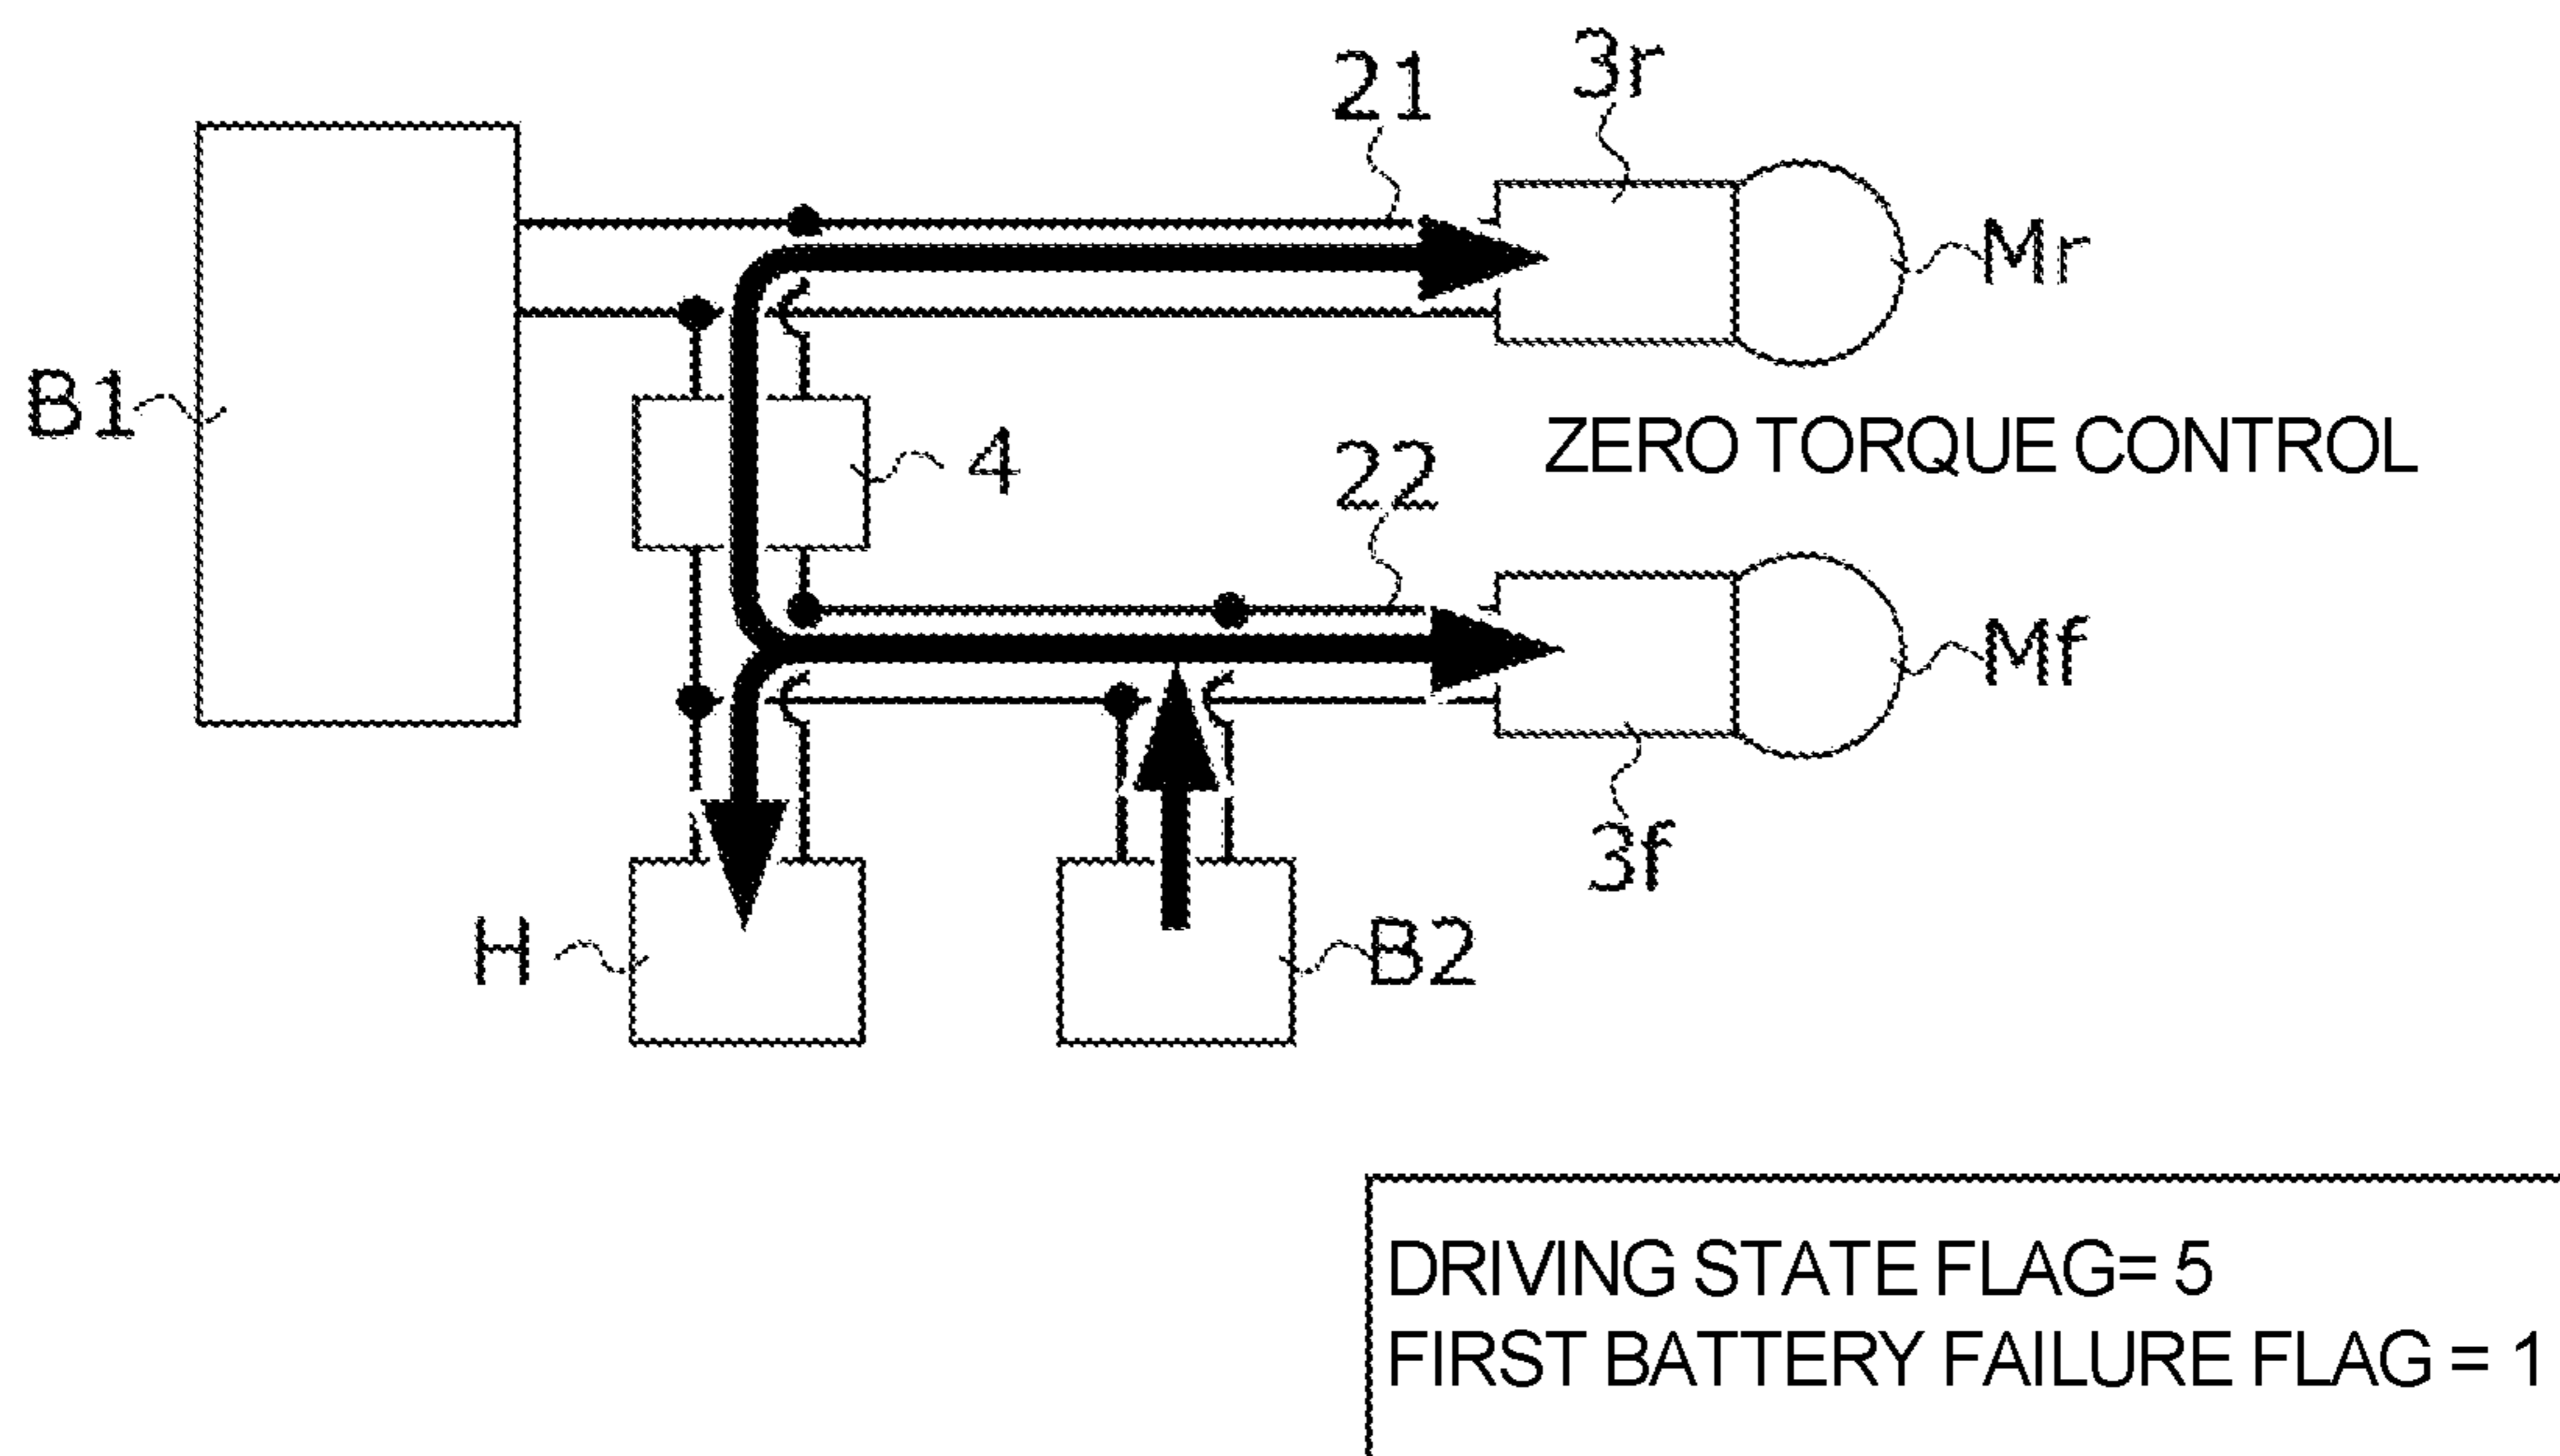 21
3r
Mr
B1
4
ZERO TORQUE CONTROL
22
Mf
3f
H
B2
DRIVING STATE FLAG= 5
FIRST BATTERY FAILURE FLAG = 1